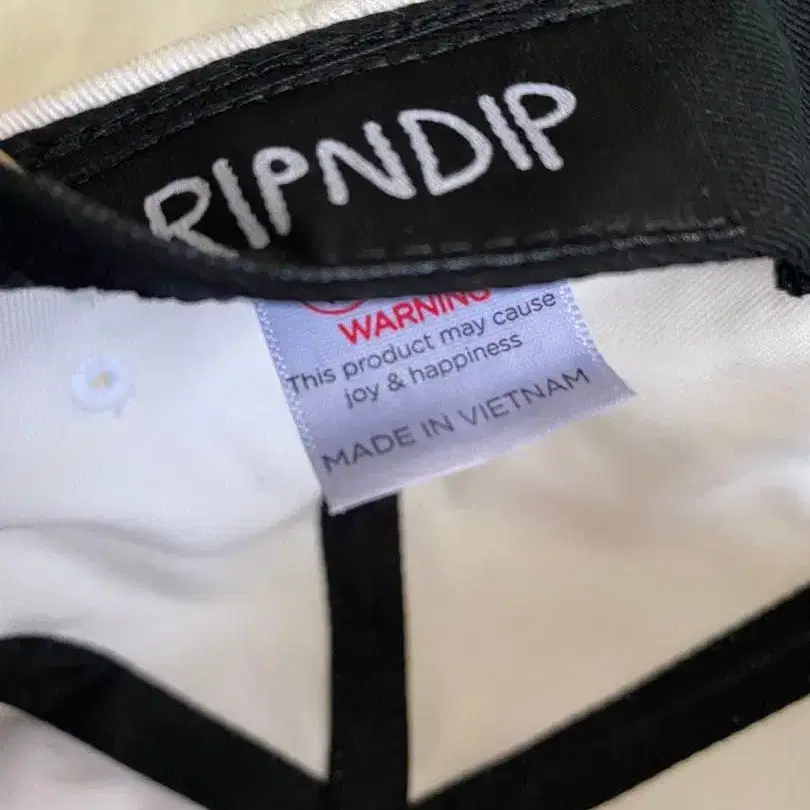 RIPNDIP
WARNING
This product may cause
joy & happiness
MADE IN VIETNAM